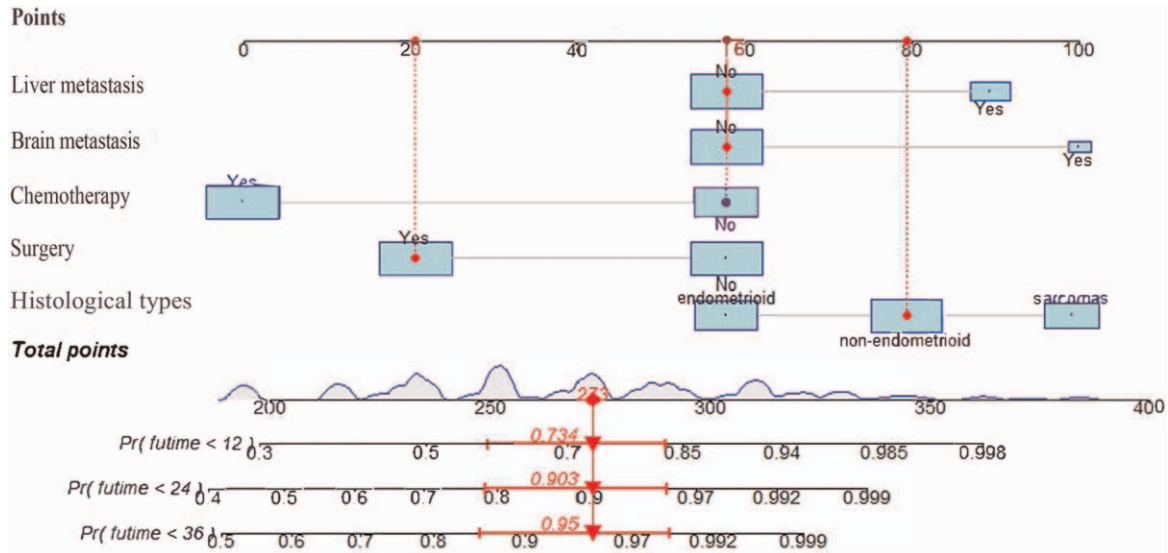 Points
0 20 40 60 80 100
Liver metastasis
No
Yes
Brain metastasis
No
Yes
Chemotherapy
Yes
No
Surgery
Yes
No
Histological types
endometrioid
non-endometrioid
sarcomas
Total points
273
200 250 300 350 400
Pr( futime < 12 )
0.734
0.3 0.5 0.7 0.85 0.94 0.985 0.998
Pr( futime < 24 )
0.903
0.4 0.5 0.6 0.7 0.8 0.9 0.97 0.992 0.999
Pr( futime < 36 )
0.95
0.5 0.6 0.7 0.8 0.9 0.97 0.992 0.999